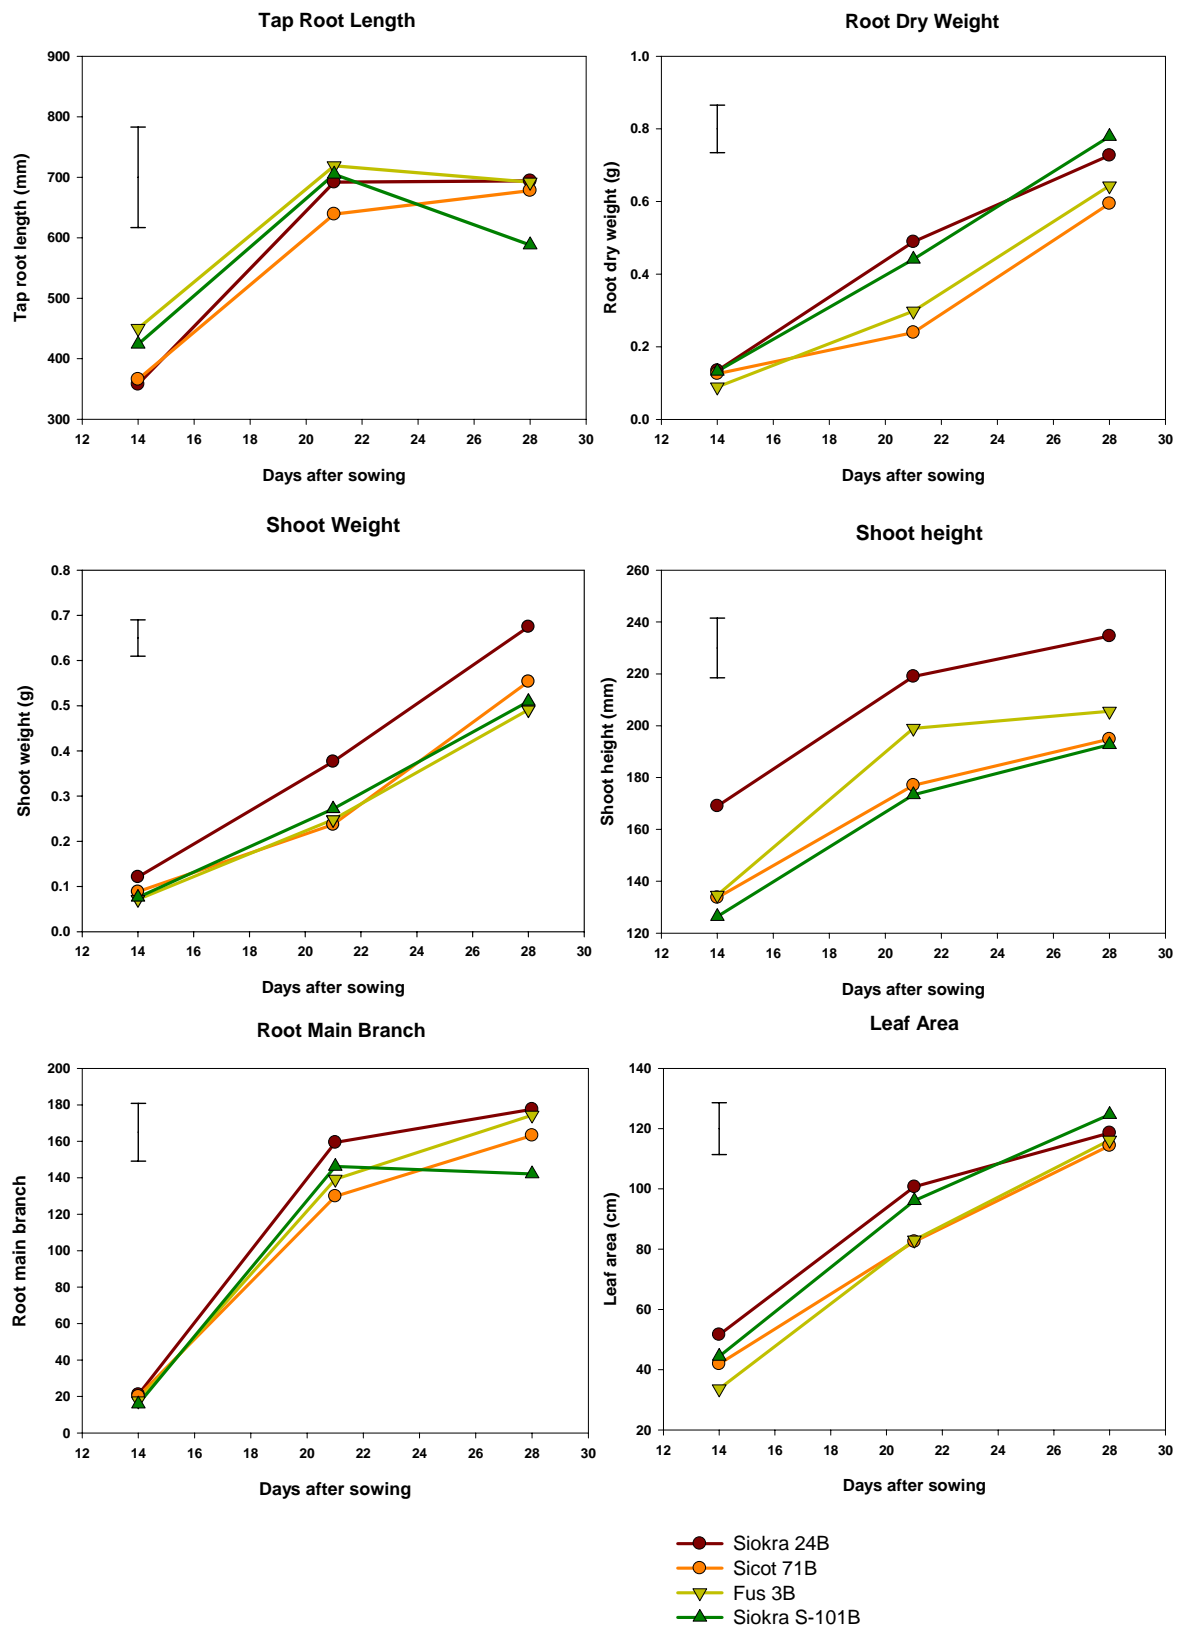 Tap Root Length
Tap root length (mm)
900
800
700
600
500
400
300
12 14 16 18 20 22 24 26 28 30
Days after sowing
Root Dry Weight
Root dry weight (g)
1.0
0.8
0.6
0.4
0.2
0.0
12 14 16 18 20 22 24 26 28 30
Days after sowing
Shoot Weight
Shoot weight (g)
0.8
0.7
0.6
0.5
0.4
0.3
0.2
0.1
0.0
12 14 16 18 20 22 24 26 28 30
Days after sowing
Shoot height
Shoot height (mm)
260
240
220
200
180
160
140
120
12 14 16 18 20 22 24 26 28 30
Days after sowing
Root Main Branch
Root main branch
200
180
160
140
120
100
80
60
40
20
0
12 14 16 18 20 22 24 26 28 30
Days after sowing
Leaf Area
Leaf area (cm)
140
120
100
80
60
40
20
12 14 16 18 20 22 24 26 28 30
Days after sowing
Siokra 24B
Sicot 71B
Fus 3B
Siokra S-101B